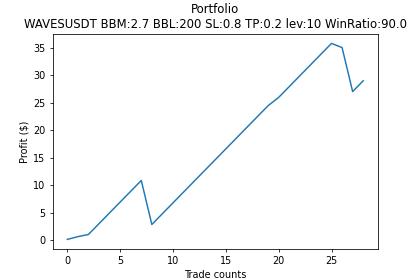 Portfolio
WAVESUSDT BBM:2.7 BBL:200 SL:0.8 TP:0.2 lev:10 WinRatio:90.0
35
30
25
20
15
10
5
0
Profit ($)
0 5 10 15 20 25
Trade counts